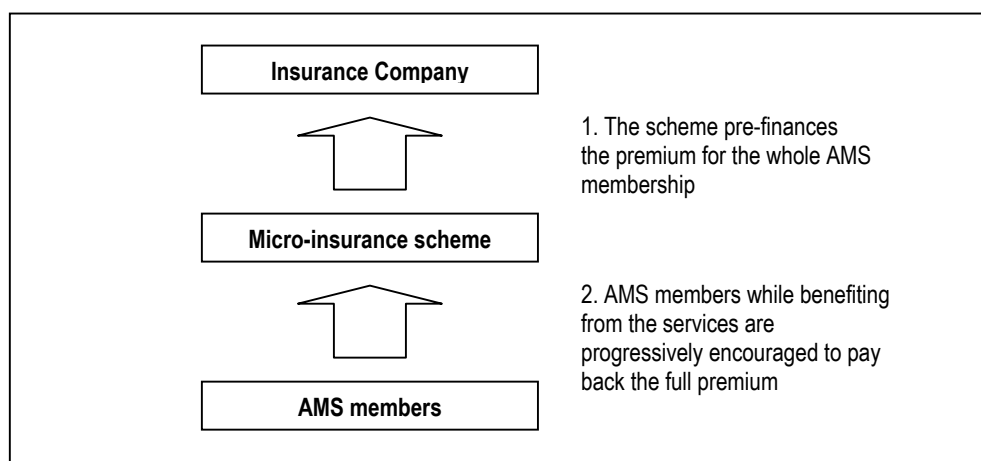 Insurance Company
1. The scheme pre-finances
the premium for the whole AMS
membership
Micro-insurance scheme
2. AMS members while benefiting
from the services are
progressively encouraged to pay
back the full premium
AMS members